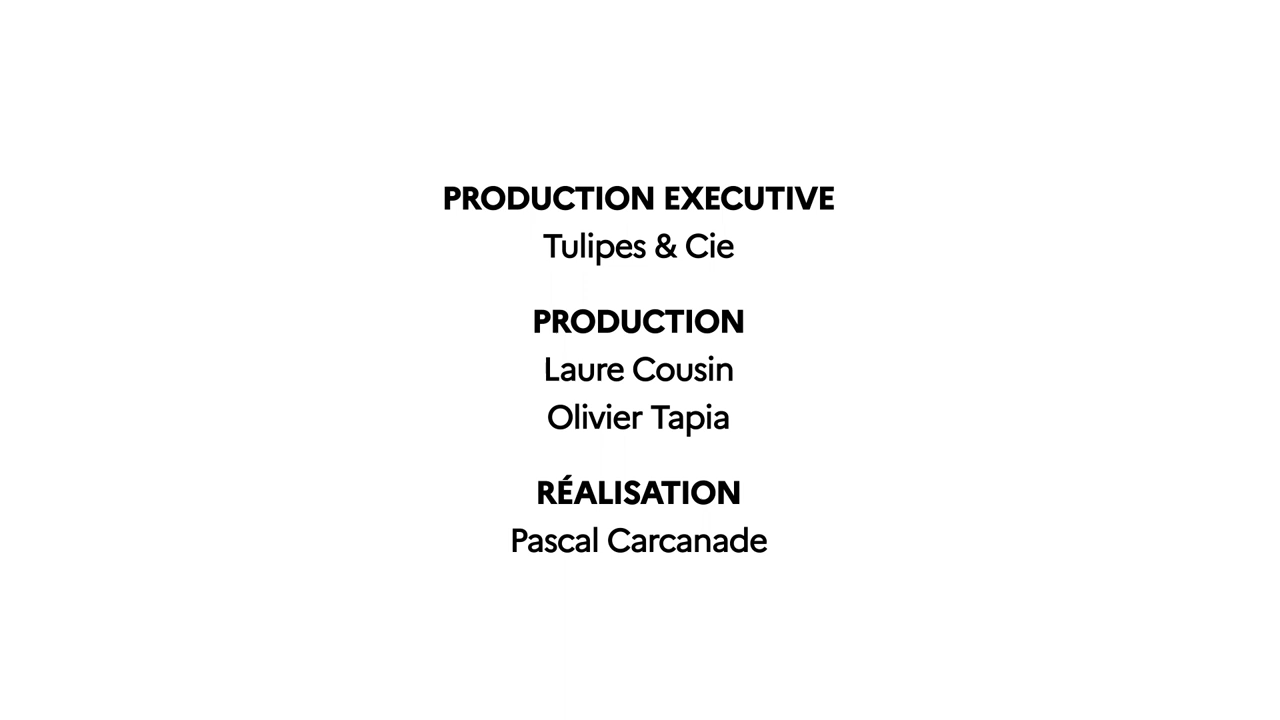 PRODUCTION EXECUTIVE
Tulipes & Cie
PRODUCTION
Laure Cousin
Olivier Tapia
RÉALISATION
Pascal Carcanade